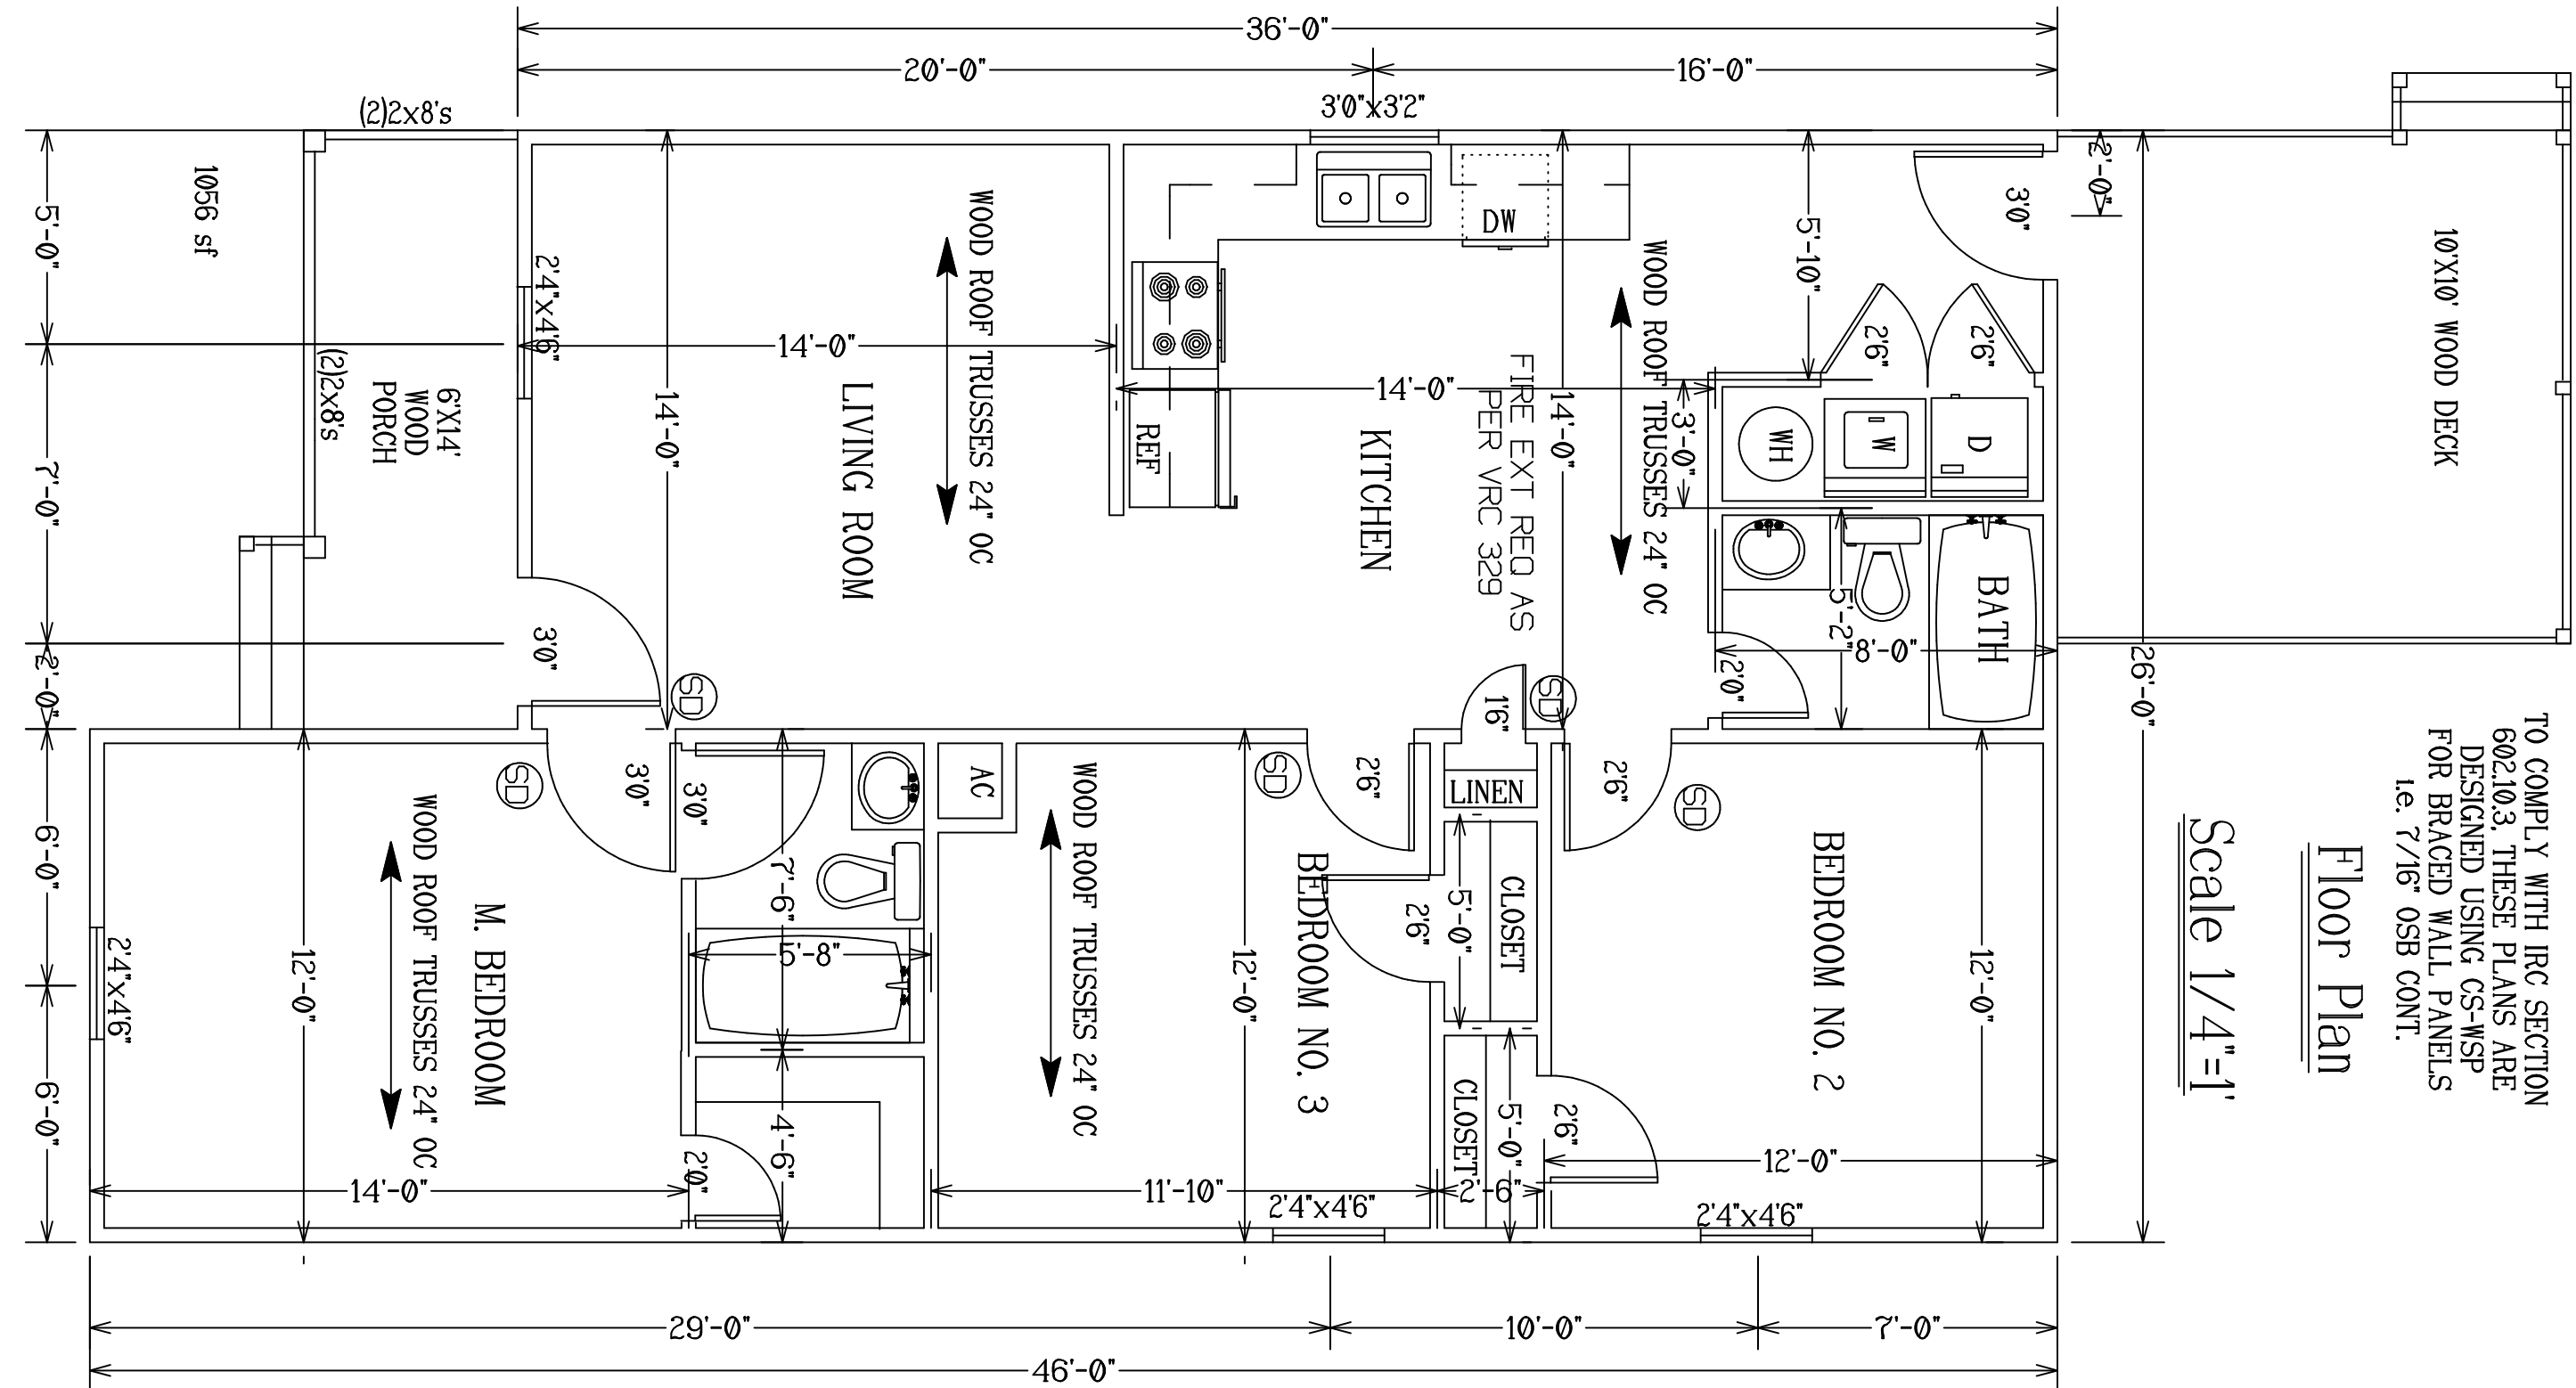 36'-0"
20'-0"
16'-0"
(2)2x8's
3'0"x3'2"
2'-0"
3'0"
DW
5'-10"
10'X10' WOOD DECK
1056 sf
5'-0"
2'4"x4'6"
WOOD ROOF TRUSSES 24" OC
WOOD ROOF TRUSSES 24" OC
14'-0"
2'6"
2'6"
(2)2x8's
6'X14'
WOOD
PORCH
14'-0"
LIVING ROOM
REF
14'-0"
KITCHEN
FIRE EXT REQ AS
PER VRC 329
14'-0"
3'-0"
WH
W
D
7'-0"
BATH
5'-2"
8'-0"
2'0"
3'0"
2'-0"
SD
1'6"
SD
26'-0"
TO COMPLY WITH IRC SECTION
602.10.3, THESE PLANS ARE
DESIGNED USING CS-WSP
FOR BRACED WALL PANELS
i.e. 7/16" OSB CONT.
Floor Plan
Scale 1/4"=1'
SD
3'0"
3'0"
AC
SD
2'6"
LINEN
2'6"
SD
6'-0"
WOOD ROOF TRUSSES 24" OC
M. BEDROOM
7'-6"
5'-8"
WOOD ROOF TRUSSES 24" OC
12'-0"
BEDROOM NO. 3
2'6"
5'-0"
CLOSET
BEDROOM NO. 2
12'-0"
2'4"x4'6"
12'-0"
6'-0"
4'-6"
2'0"
CLOSET
5'-0"
2'6"
14'-0"
11'-10"
2'-6"
12'-0"
2'4"x4'6"
2'4"x4'6"
29'-0"
10'-0"
7'-0"
46'-0"